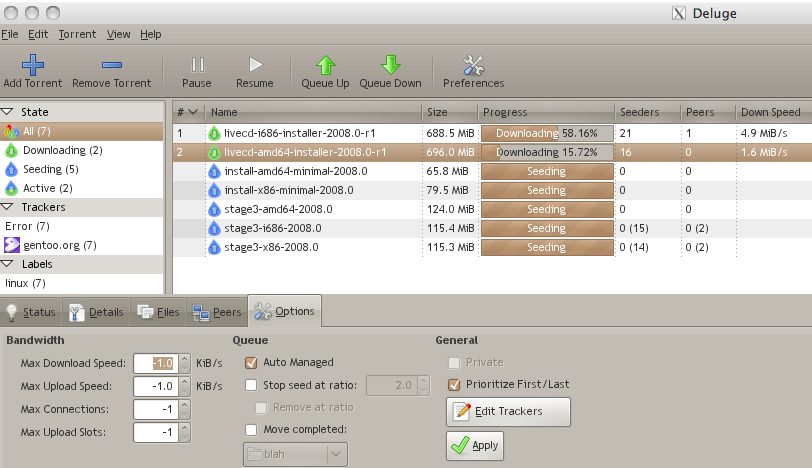 X Deluge
File Edit Torrent View Help
Add Torrent Remove Torrent Pause Resume Queue Up Queue Down Preferences
State
All (7)
Downloading (2)
Seeding (5)
Active (2)
Trackers
Error (7)
gentoo.org (7)
Labels
linux (7)
# Name Size Progress Seeders Peers Down Speed
1 livecd-i686-installer-2008.0-r1 688.5 MiB Downloading 58.16% 21 1 4.9 MiB/s
2 livecd-amd64-installer-2008.0-r1 696.0 MiB Downloading 15.72% 16 0 1.6 MiB/s
install-amd64-minimal-2008.0 65.8 MiB Seeding 0 0
install-x86-minimal-2008.0 79.5 MiB Seeding 0 0
stage3-amd64-2008.0 124.0 MiB Seeding 0 0
stage3-i686-2008.0 115.4 MiB Seeding 0 (15) 0 (2)
stage3-x86-2008.0 115.3 MiB Seeding 0 (14) 0 (2)
Status Details Files Peers Options
Bandwidth
Max Download Speed: -1.0 KiB/s
Max Upload Speed: -1.0 KiB/s
Max Connections: -1
Max Upload Slots: -1
Queue
Auto Managed
Stop seed at ratio: 2.0
Remove at ratio
Move completed:
blah
General
Private
Prioritize First/Last
Edit Trackers
Apply